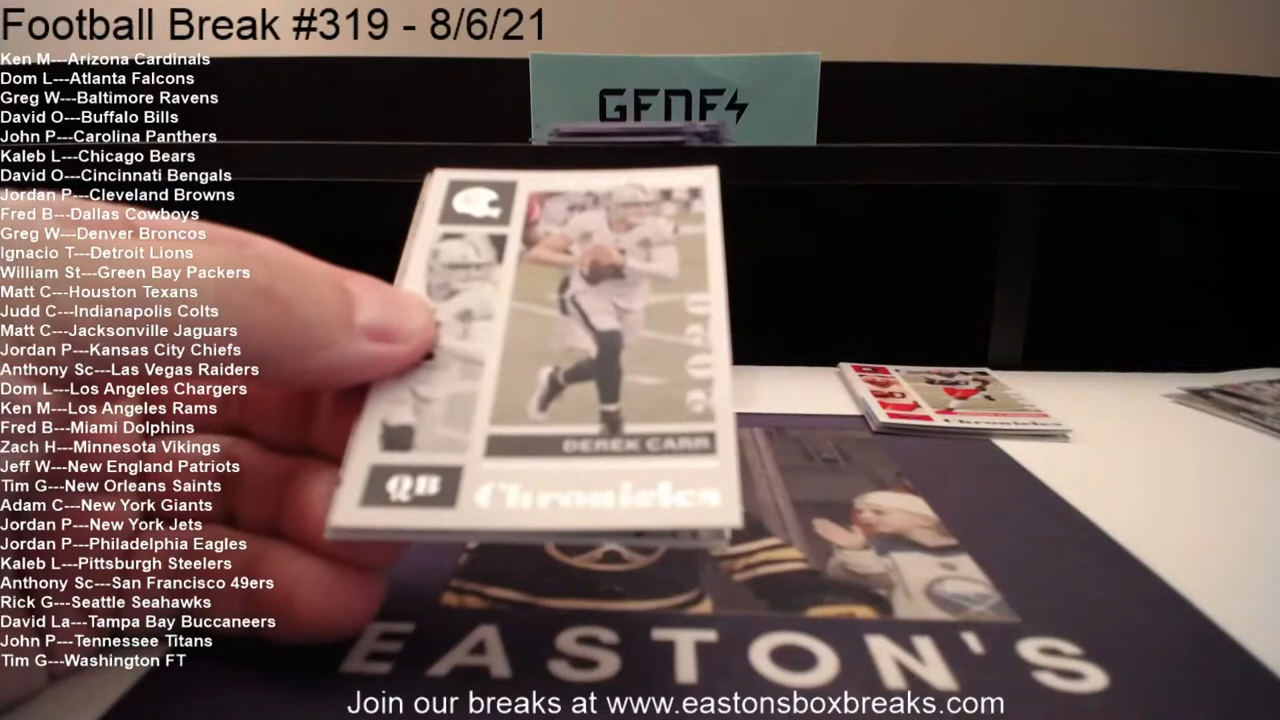 Football Break #319 - 8/6/21
Ken M---Arizona Cardinals
Dom L---Atlanta Falcons
Greg W---Baltimore Ravens
David O---Buffalo Bills
John P---Carolina Panthers
Kaleb L---Chicago Bears
David O---Cincinnati Bengals
Jordan P---Cleveland Browns
Fred B---Dallas Cowboys
Greg W---Denver Broncos
Ignacio T---Detroit Lions
William St---Green Bay Packers
Matt C---Houston Texans
Judd C---Indianapolis Colts
Matt C---Jacksonville Jaguars
Jordan P---Kansas City Chiefs
Anthony Sc---Las Vegas Raiders
Dom L---Los Angeles Chargers
Ken M---Los Angeles Rams
Fred B---Miami Dolphins
Zach H---Minnesota Vikings
Jeff W---New England Patriots
Tim G---New Orleans Saints
Adam C---New York Giants
Jordan P---New York Jets
Jordan P---Philadelphia Eagles
Kaleb L---Pittsburgh Steelers
Anthony Sc---San Francisco 49ers
Rick G---Seattle Seahawks
David La---Tampa Bay Buccaneers
John P---Tennessee Titans
Tim G---Washington FT
DEREK CARR
QB
Chronicles
Chronicles
EASTON'S
Join our breaks at www.eastonsboxbreaks.com